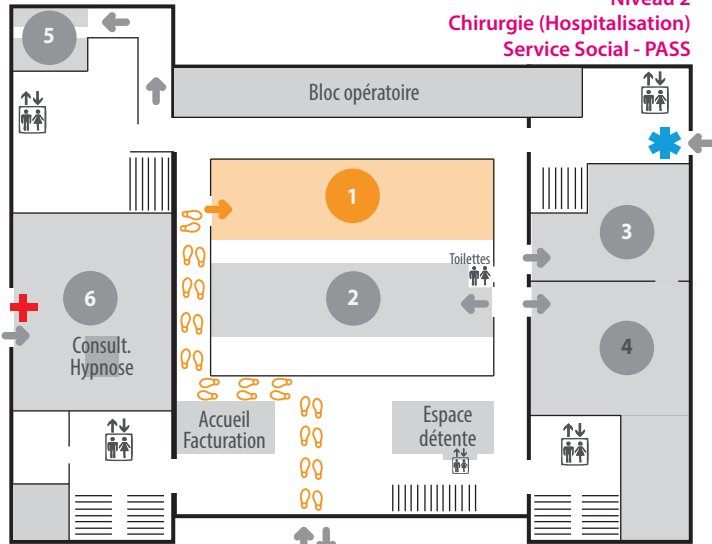 Niveau 2
Chirurgie (Hospitalisation)
Service Social - PASS
5
Bloc opératoire
1
3
Toilettes
6
2
4
Consult.
Hypnose
Accueil
Facturation
Espace
détente